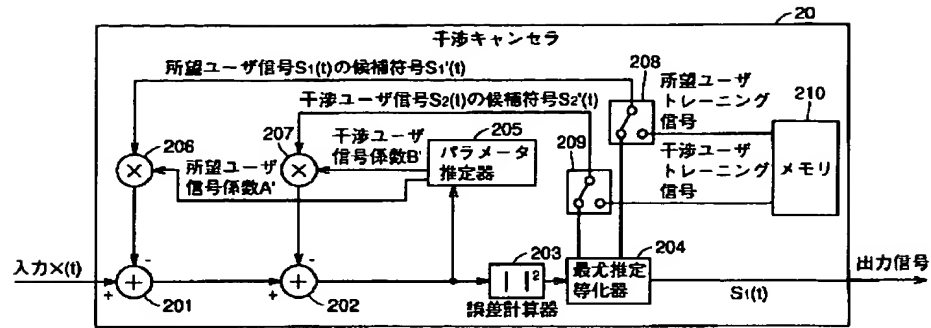 20
干渉キャンセラ
所望ユーザ信号S1(t)の候補符号S1'(t)
208
所望ユーザ
トレーニング
信号
210
干渉ユーザ信号S2(t)の候補符号S2'(t)
206
207
干渉ユーザ
信号係数B'
205
パラメータ
推定器
209
干渉ユーザ
トレーニング
信号
メモリ
所望ユーザ
信号係数A'
入力X(t)
+
-
201
+
-
202
203
| |2
誤差計算器
204
最尤推定
等化器
S1(t)
出力信号